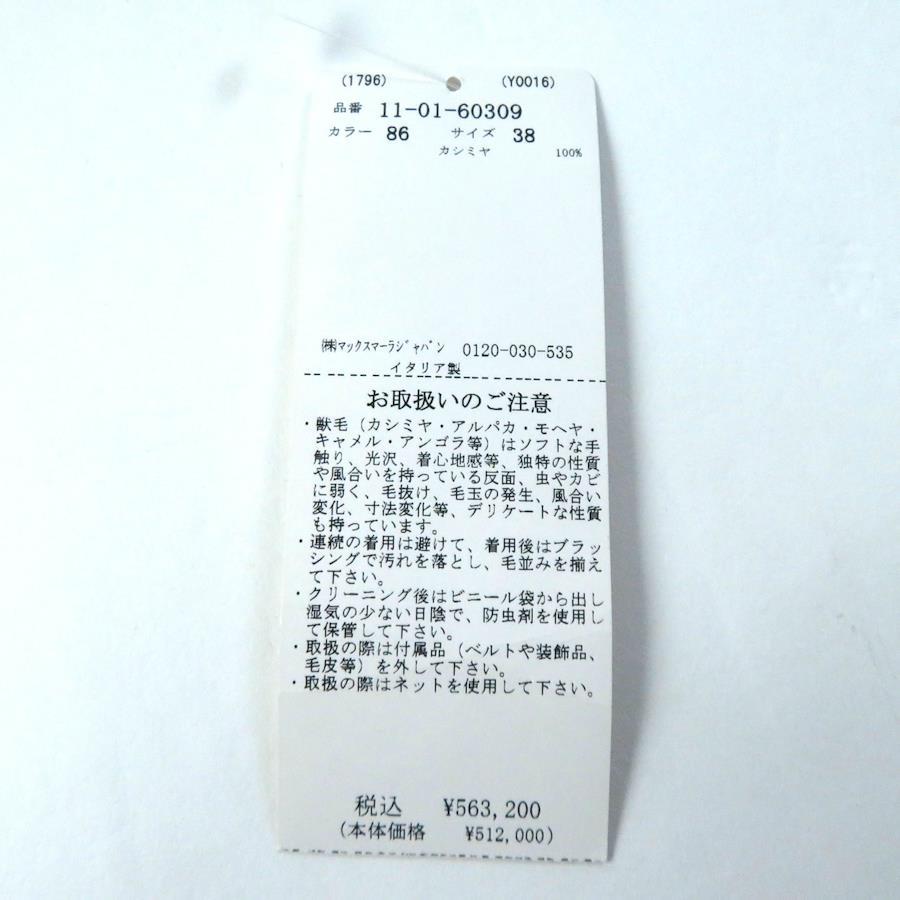 (1796) (Y0016)
品番 11-01-60309
カラー 86 サイズ 38
カシミヤ 100%
㈱マックスマーラジャパン 0120-030-535
イタリア製
お取扱いのご注意
・獣毛（カシミヤ・アルパカ・モヘヤ・
キャメル・アンゴラ等）はソフトな手
触り、光沢、着心地感等、独特の性質
や風合いを持っている反面、虫やカビ
に弱く、毛抜け、毛玉の発生、風合い
変化、寸法変化等、デリケートな性質
も持っています。
・連続の着用は避けて、着用後はブラッ
シングで汚れを落とし、毛並みを揃え
て下さい。
・クリーニング後はビニール袋から出し
湿気の少ない日陰で、防虫剤を使用し
て保管して下さい。
・取扱の際は付属品（ベルトや装飾品、
毛皮等）を外して下さい。
・取扱の際はネットを使用して下さい。
税込 ¥563,200
(本体価格 ¥512,000)